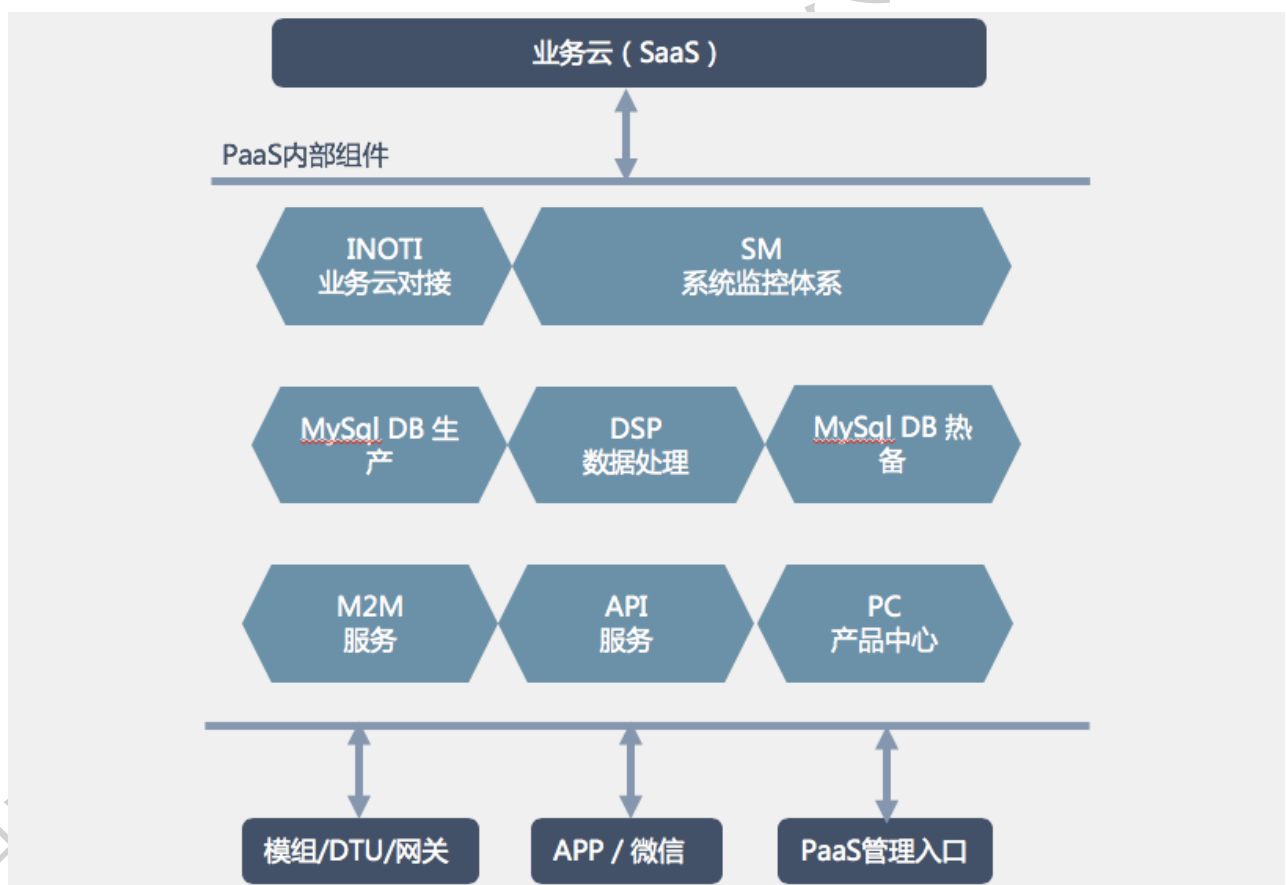 业务云（SaaS）
PaaS内部组件
INOTI
业务云对接
SM
系统监控体系
MySql DB 生
产
DSP
数据处理
MySql DB 热
备
M2M
服务
API
服务
PC
产品中心
模组/DTU/网关
APP / 微信
PaaS管理入口